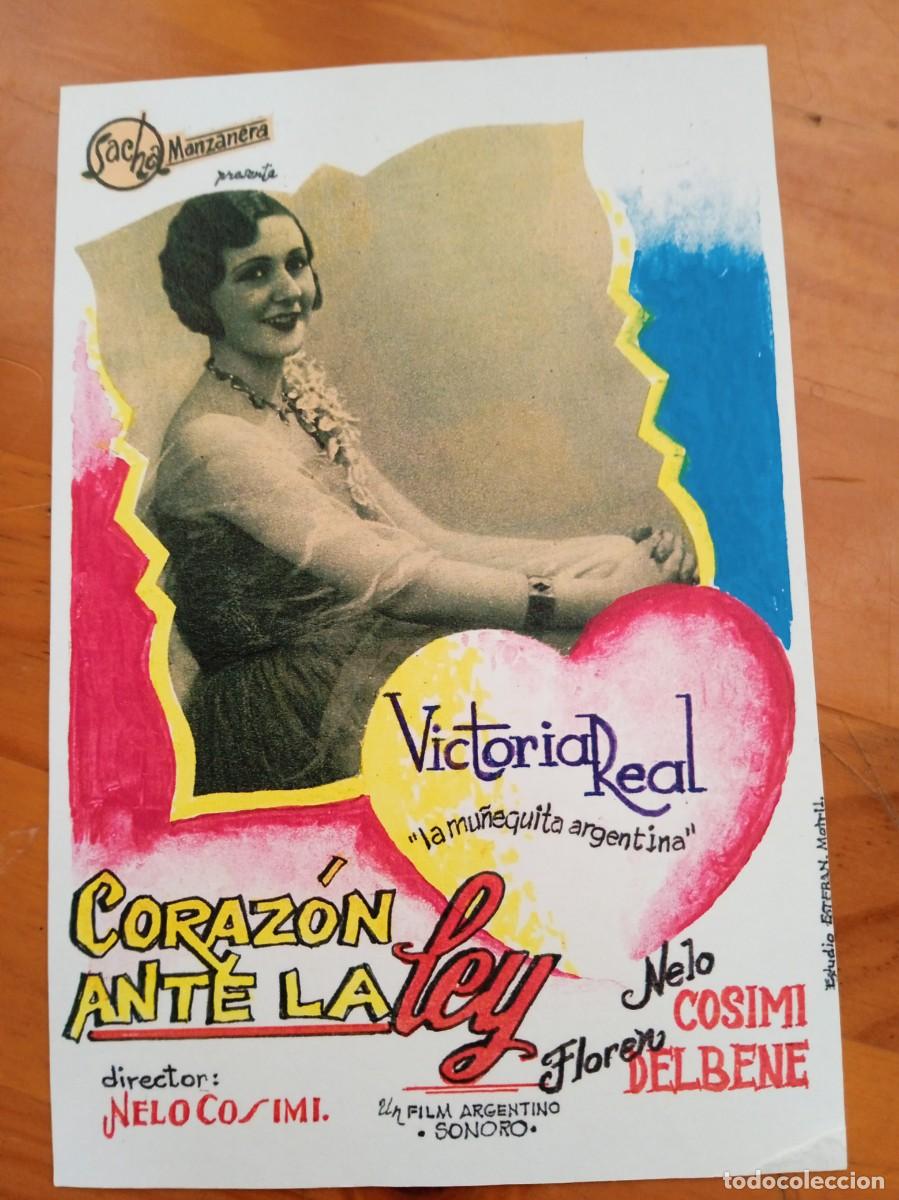 Sacha Manzanera
presenta
Victoria Real
"la muñequita argentina"
CORAZÓN
ANTE LA ley
Nelo
COSIMI
Floren
DELBENE
director:
NELO COSIMI.
Un FILM ARGENTINO
• SONORO •
Estudio ESTEBAN. Motril.
todocoleccion